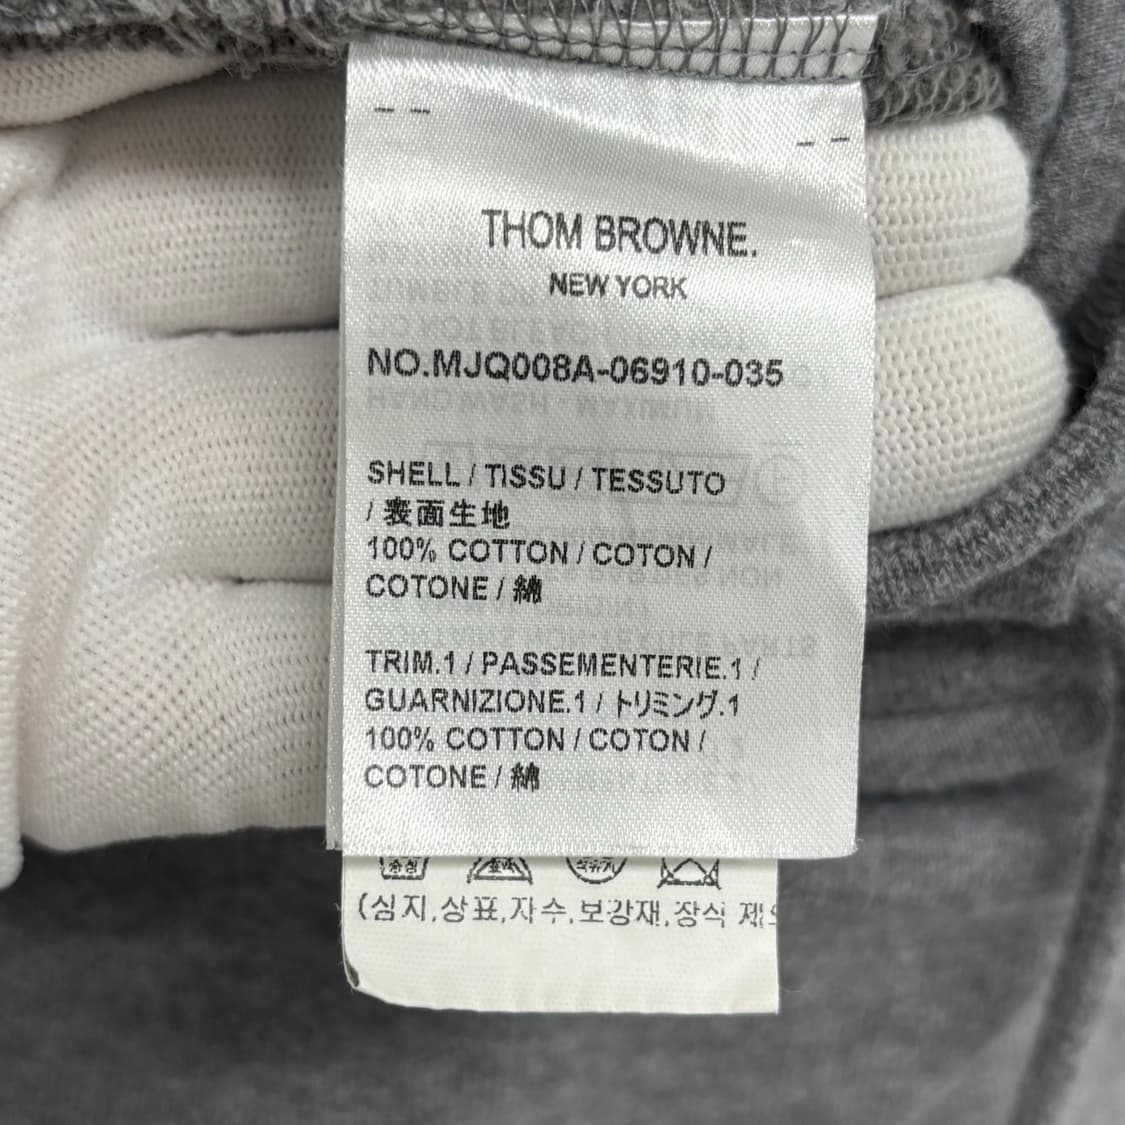 THOM BROWNE.
NEW YORK
NO.MJQ008A-06910-035
SHELL / TISSU / TESSUTO
/ 表面生地
100% COTTON / COTON /
COTONE / 綿
TRIM.1 / PASSEMENTERIE.1 /
GUARNIZIONE.1 / トリミング.1
100% COTTON / COTON /
COTONE / 綿
(심지,상표,자수,보강재,장식 제